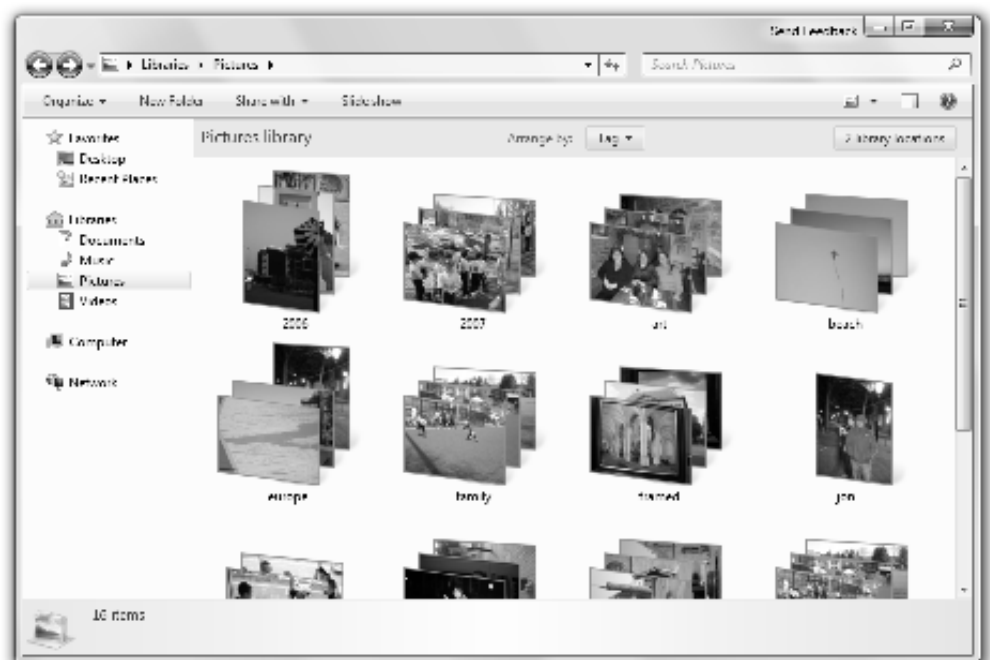 Send Feedback
Libraries Pictures
Search Pictures
Organize New Folder Share with Slide show
Favorites
Desktop
Recent Places
Libraries
Documents
Music
Pictures
Videos
Computer
Network
Pictures library Arrange by: Tag 2 library locations
2006 2007 art beach
europe family framed jon
16 items